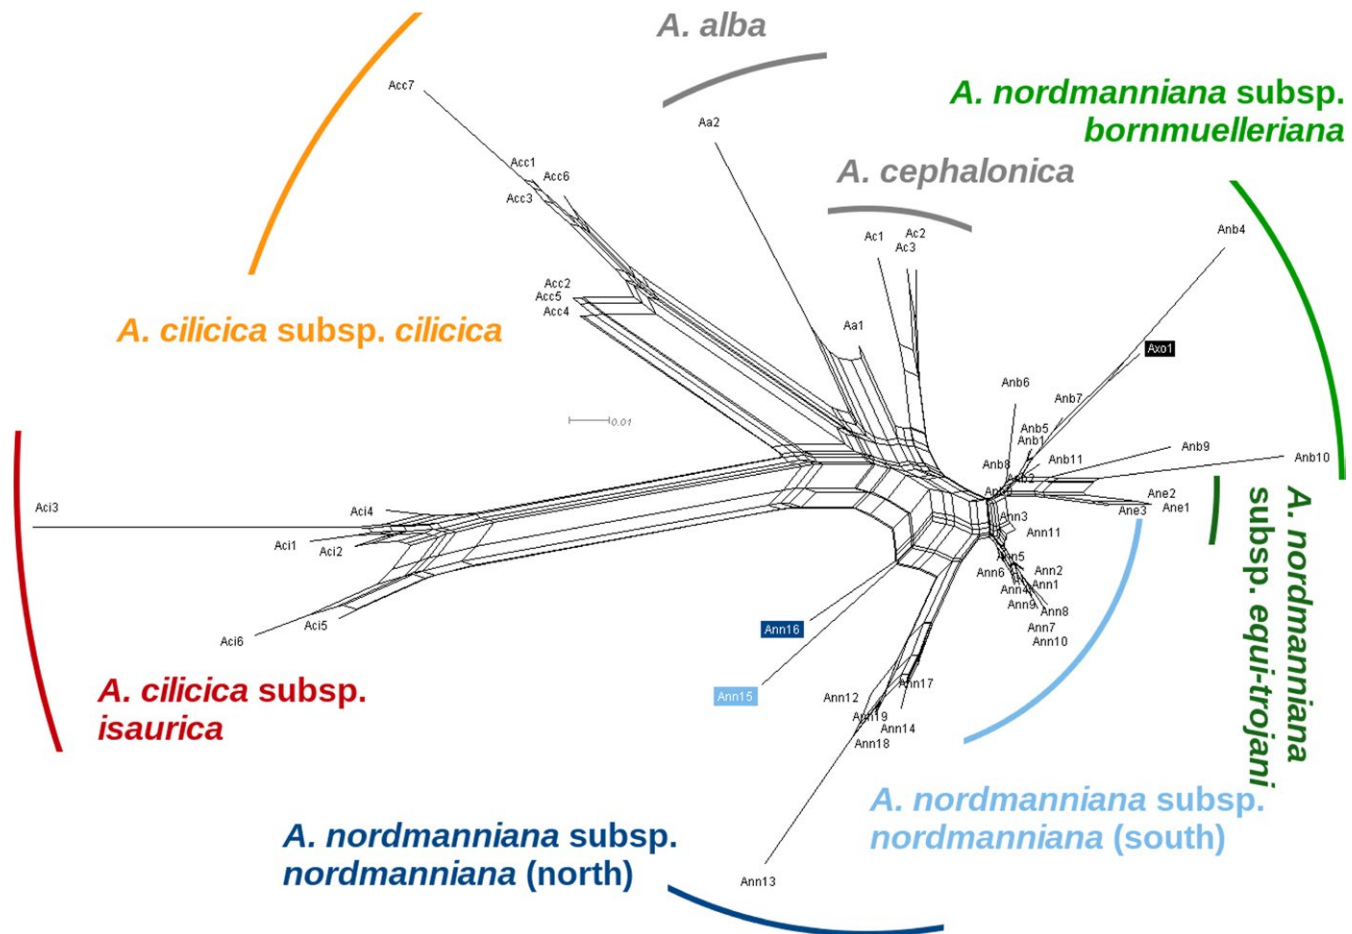 A. alba
Acc7
A. nordmanniana subsp.
bornmuelleriana
Aa2
Acc1
Acc6
A. cephalonica
Acc3
Ac1
Ac2
Ac3
Anb4
Acc2
Acc5
Acc4
A. cilicica subsp. cilicica
Aa1
Axo1
Anb6
Anb7
0.01
Anb5
Anb1
Anb9
Anb10
Anb8
Anb11
Anb2
Ane2
Ane1
Ane3
A. nordmanniana
subsp. equi-trojani
Aci3
Aci4
Aci1
Aci2
Ann3
Ann11
Ann5
Ann6
Ann2
Ann1
Ann4
Ann9
Ann8
Ann7
Ann10
Aci5
Aci6
Ann16
Ann15
Ann17
Ann12
Ann19
Ann14
Ann18
A. cilicica subsp.
isaurica
A. nordmanniana subsp.
nordmanniana (south)
A. nordmanniana subsp.
nordmanniana (north)
Ann13